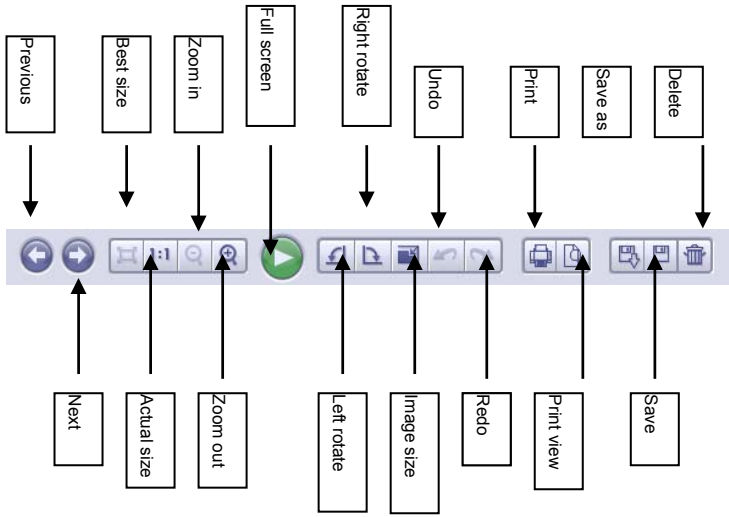 Previous
Best size
Zoom in
Full screen
Right rotate
Undo
Print
Save as
Delete
1:1
Next
Actual size
Zoom out
Left rotate
Image size
Redo
Print view
Save